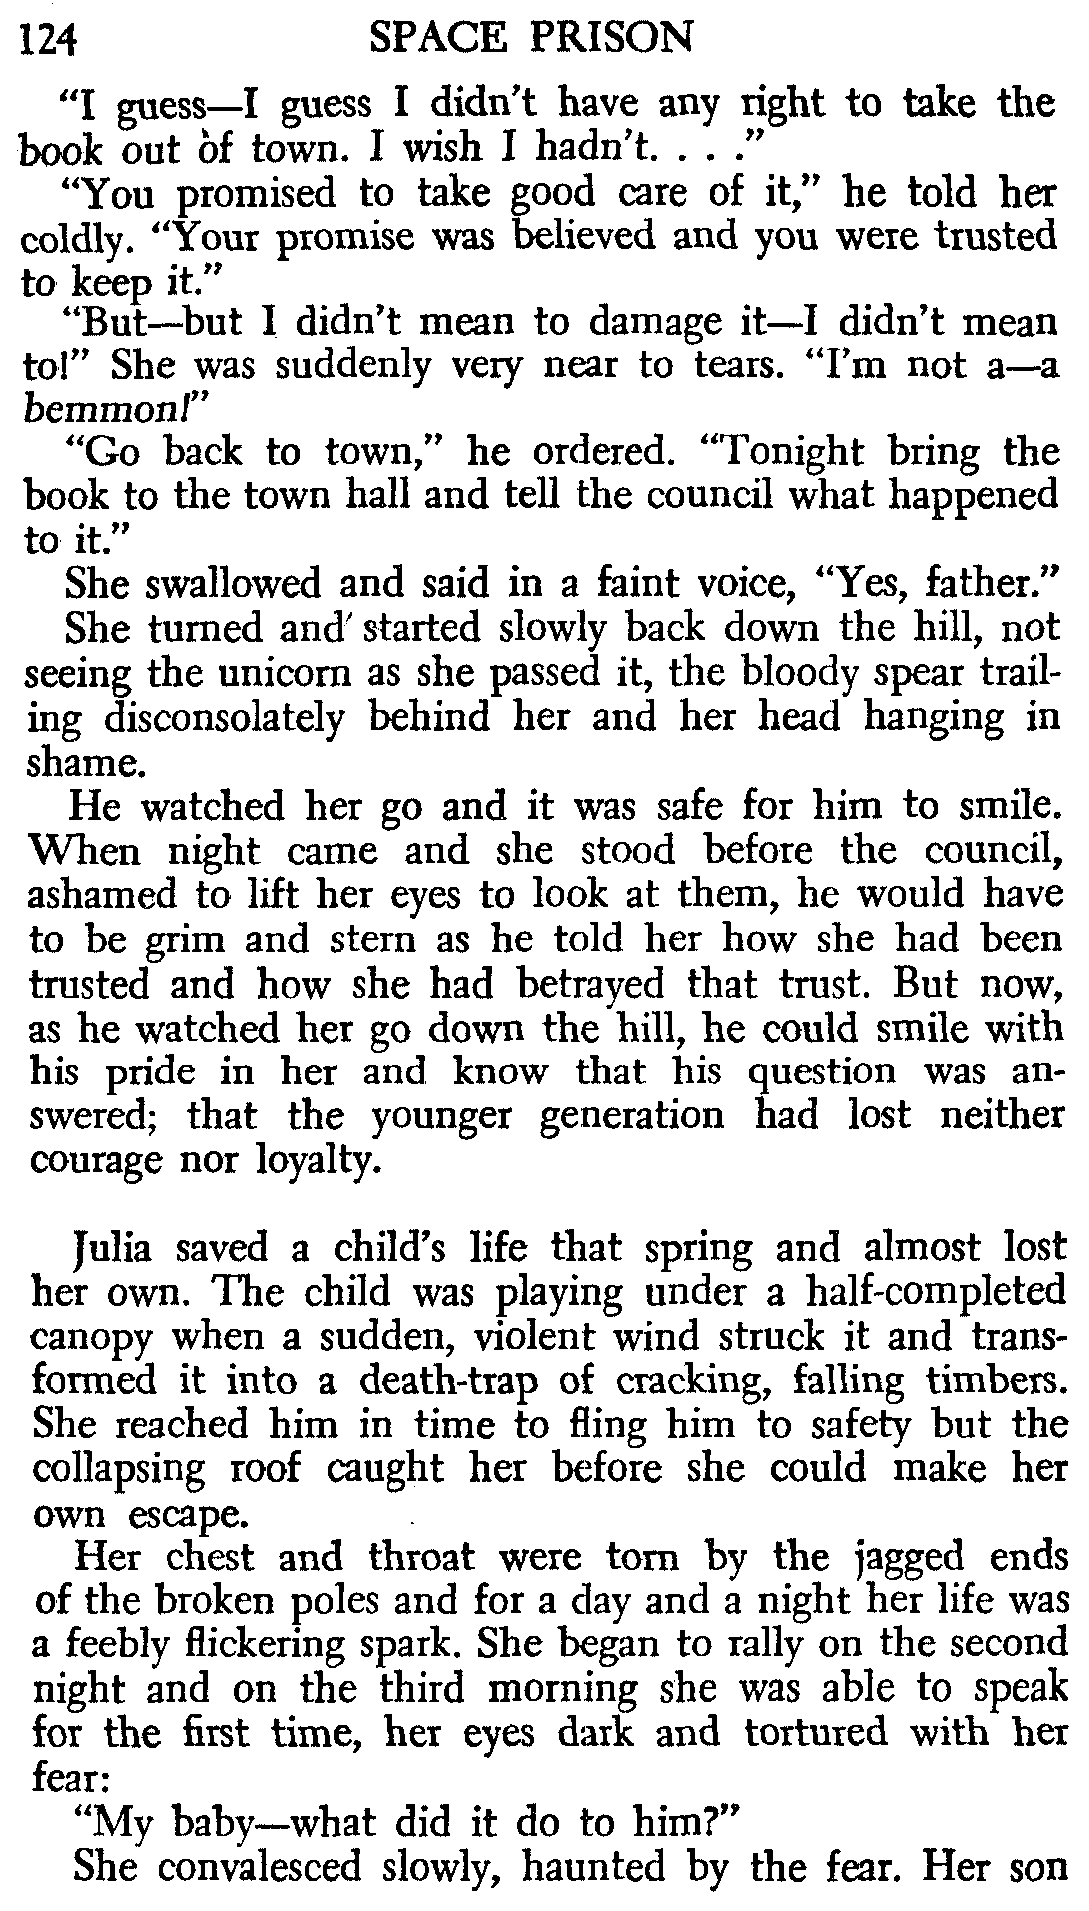 124 SPACE PRISON
“I guess—I guess I didn’t have any right to take the
book out of town. I wish I hadn’t. . . .”
“You promised to take good care of it,” he told her
coldly. “Your promise was believed and you were trusted
to keep it.”
“But—but I didn’t mean to damage it—I didn’t mean
to!” She was suddenly very near to tears. “I’m not a—a
bemmon!”
“Go back to town,” he ordered. “Tonight bring the
book to the town hall and tell the council what happened
to it.”
She swallowed and said in a faint voice, “Yes, father.”
She turned and started slowly back down the hill, not
seeing the unicorn as she passed it, the bloody spear trail-
ing disconsolately behind her and her head hanging in
shame.
He watched her go and it was safe for him to smile.
When night came and she stood before the council,
ashamed to lift her eyes to look at them, he would have
to be grim and stern as he told her how she had been
trusted and how she had betrayed that trust. But now,
as he watched her go down the hill, he could smile with
his pride in her and know that his question was an-
swered; that the younger generation had lost neither
courage nor loyalty.
Julia saved a child’s life that spring and almost lost
her own. The child was playing under a half-completed
canopy when a sudden, violent wind struck it and trans-
formed it into a death-trap of cracking, falling timbers.
She reached him in time to fling him to safety but the
collapsing roof caught her before she could make her
own escape.
Her chest and throat were torn by the jagged ends
of the broken poles and for a day and a night her life was
a feebly flickering spark. She began to rally on the second
night and on the third morning she was able to speak
for the first time, her eyes dark and tortured with her
fear:
“My baby—what did it do to him?”
She convalesced slowly, haunted by the fear. Her son